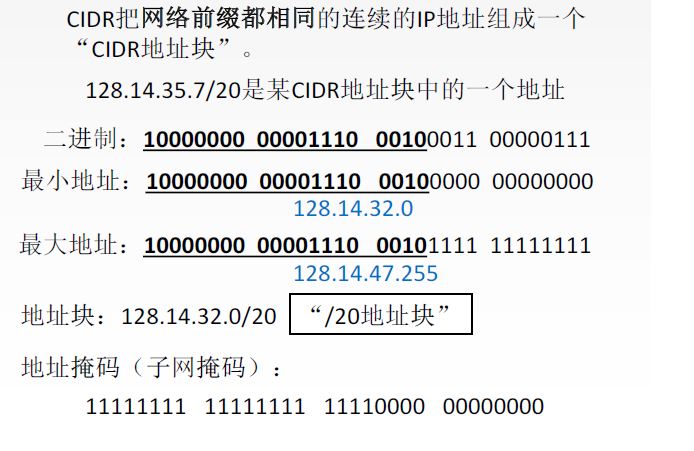 CIDR把网络前缀都相同的连续的IP地址组成一个
“CIDR地址块”。
128.14.35.7/20是某CIDR地址块中的一个地址
二进制：10000000 00001110 00100011 00000111
最小地址：10000000 00001110 00100000 00000000
128.14.32.0
最大地址：10000000 00001110 00101111 11111111
128.14.47.255
地址块：128.14.32.0/20 “/20地址块”
地址掩码（子网掩码）：
11111111 11111111 11110000 00000000